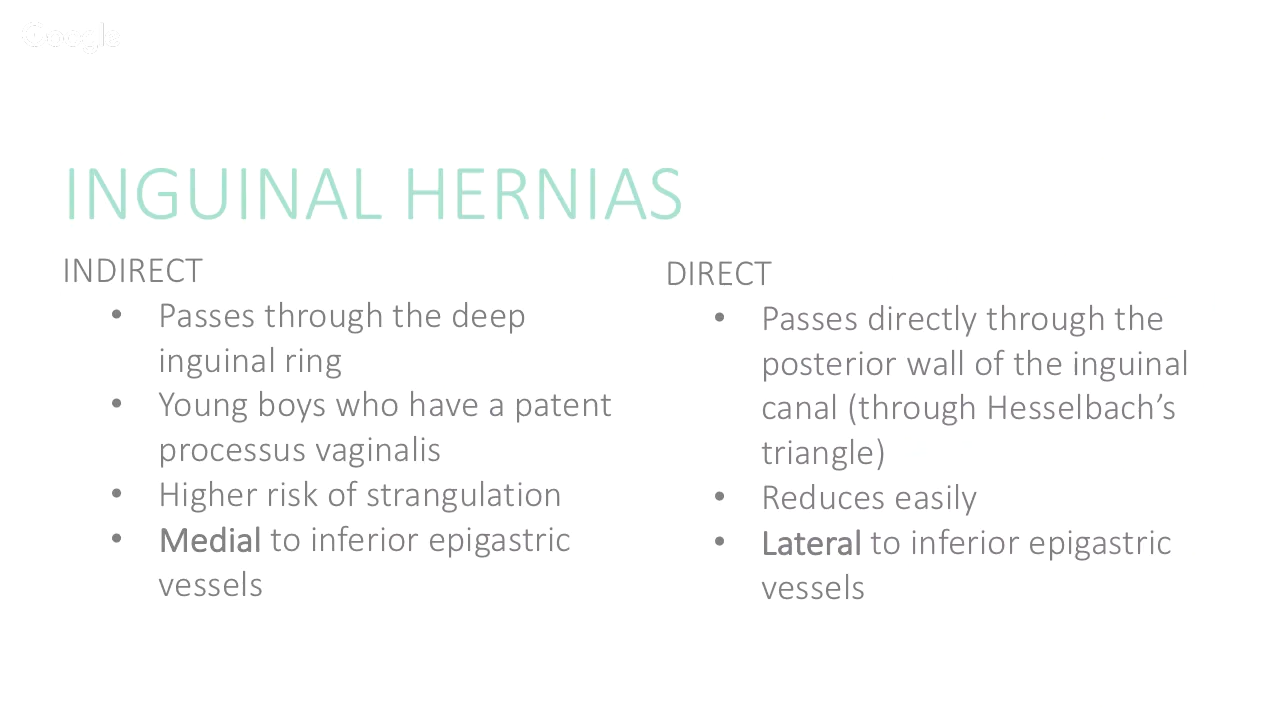 Google
INGUINAL HERNIAS
INDIRECT
• Passes through the deep
inguinal ring
• Young boys who have a patent
processus vaginalis
• Higher risk of strangulation
• Medial to inferior epigastric
vessels
DIRECT
• Passes directly through the
posterior wall of the inguinal
canal (through Hesselbach’s
triangle)
• Reduces easily
• Lateral to inferior epigastric
vessels